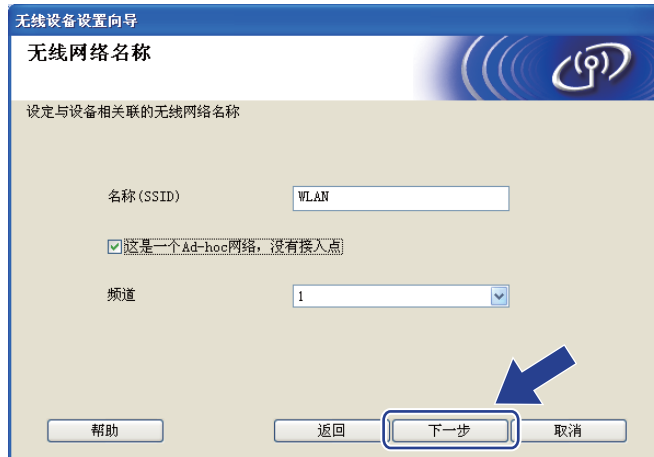 无线设备设置向导
无线网络名称
设定与设备相关联的无线网络名称
名称(SSID)
WLAN
这是一个Ad-hoc网络，没有接入点
频道
1
帮助
返回
下一步
取消